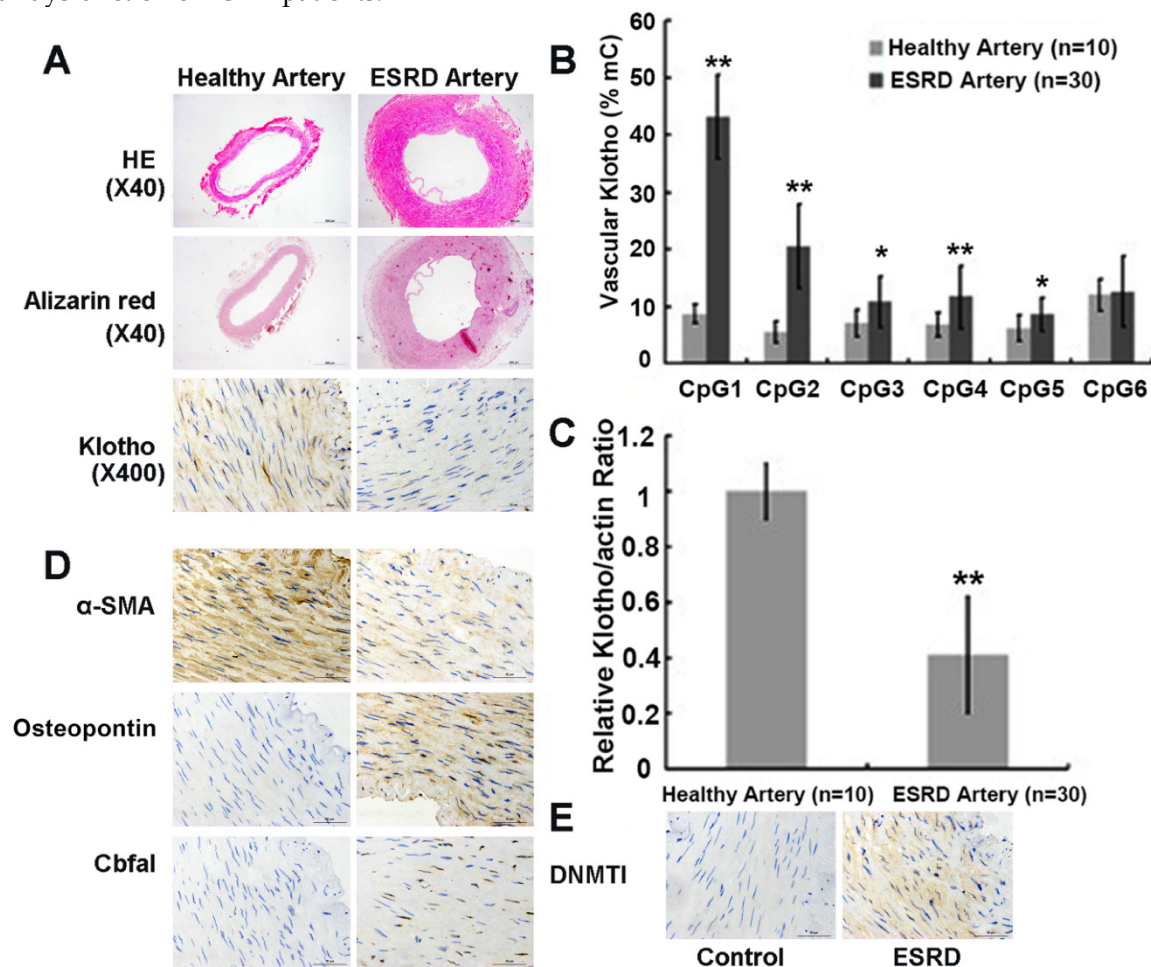 A
Healthy Artery ESRD Artery
HE
(X40)
Alizarin red
(X40)
Klotho
(X400)
B
Vascular Klotho (% mC)
60
50
40
30
20
10
0
Healthy Artery (n=10)
ESRD Artery (n=30)
**
**
*
**
*
CpG1 CpG2 CpG3 CpG4 CpG5 CpG6
C
Relative Klotho/actin Ratio
1.2
1
0.8
0.6
0.4
0.2
0
**
Healthy Artery (n=10) ESRD Artery (n=30)
D
α-SMA
Osteopontin
Cbfal
E
DNMTI
Control ESRD